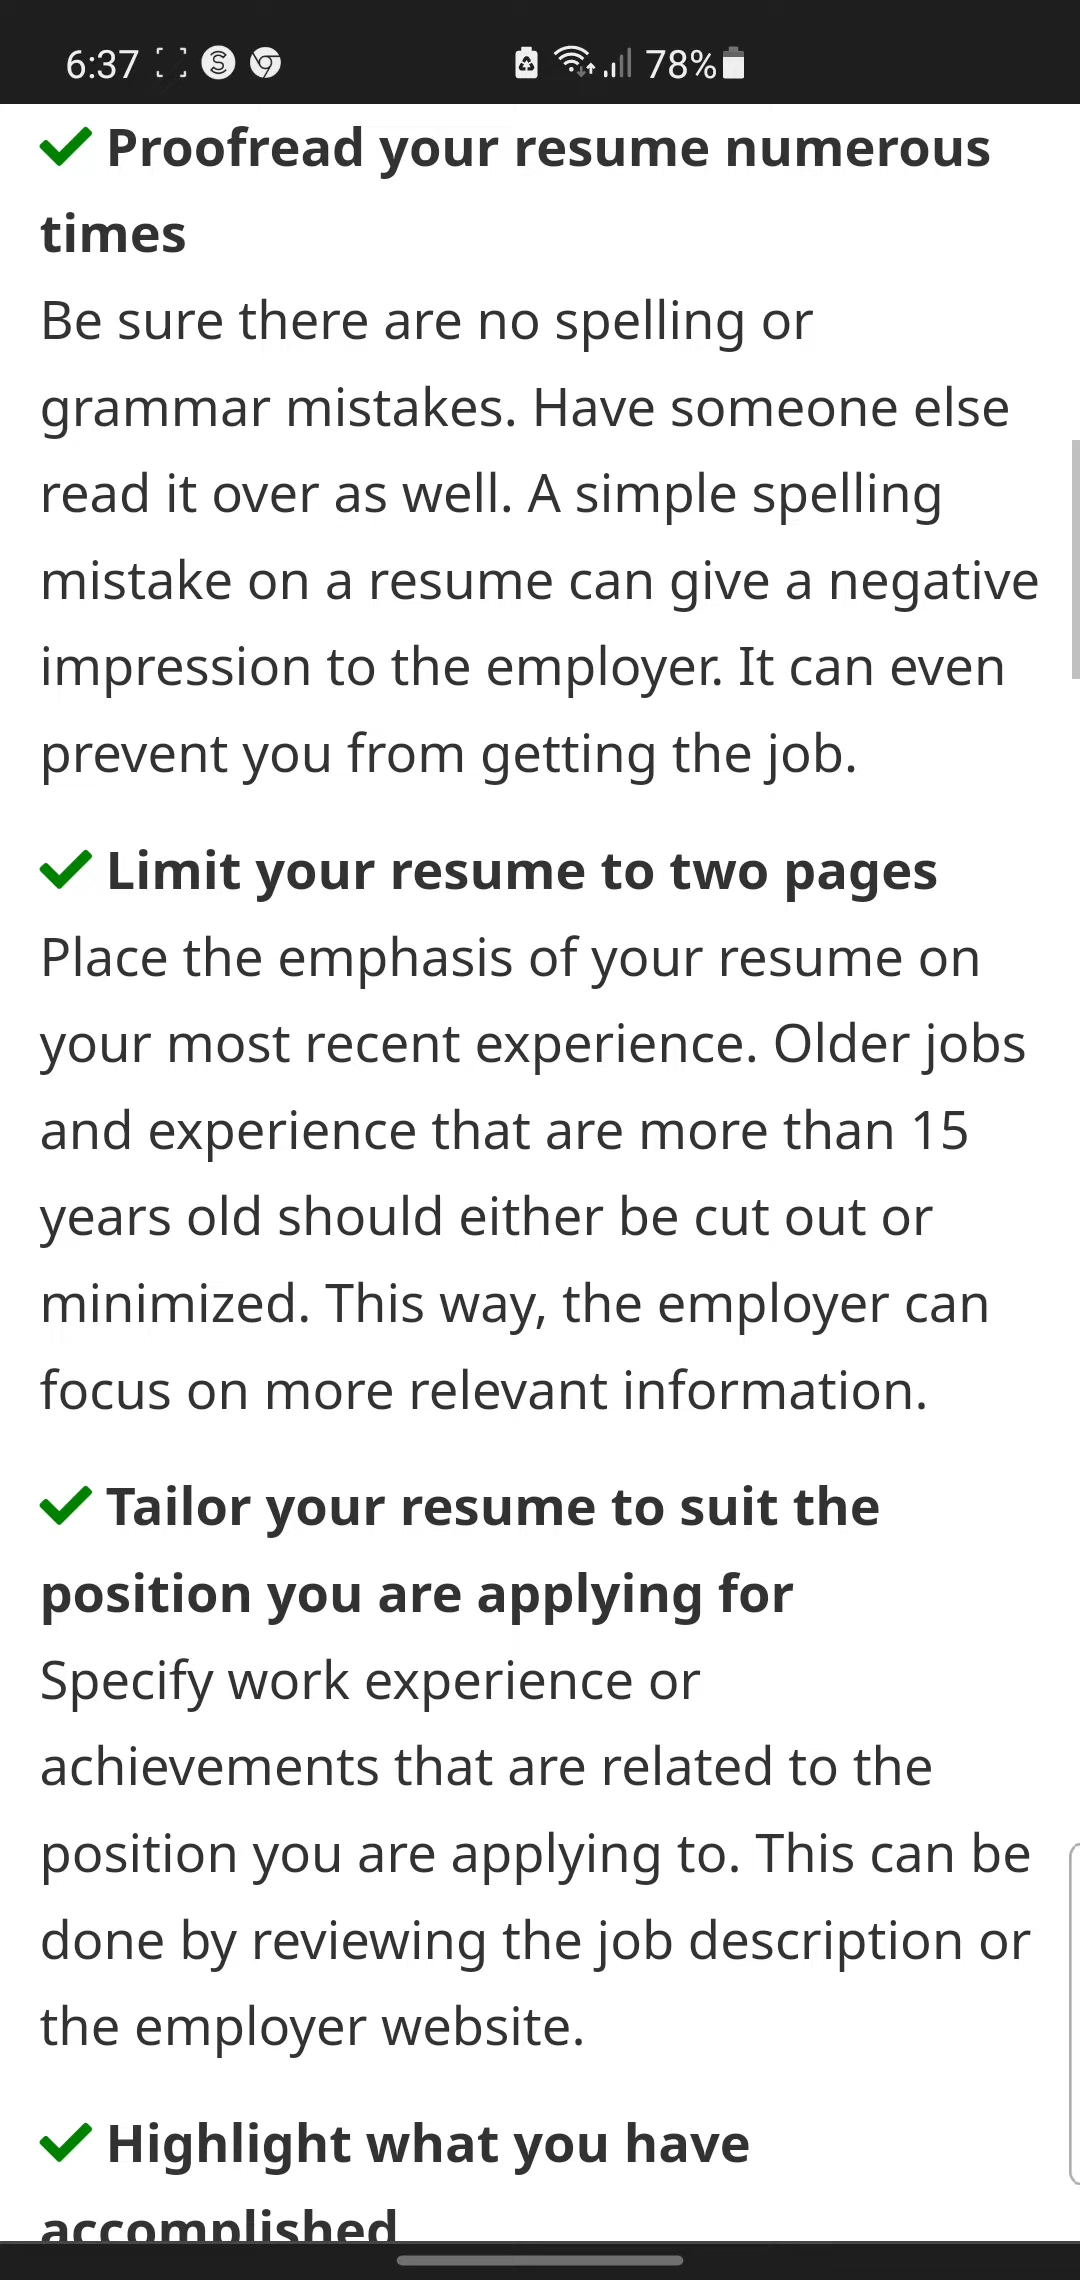 6:37 78%
Proofread your resume numerous
times
Be sure there are no spelling or
grammar mistakes. Have someone else
read it over as well. A simple spelling
mistake on a resume can give a negative
impression to the employer. It can even
prevent you from getting the job.
Limit your resume to two pages
Place the emphasis of your resume on
your most recent experience. Older jobs
and experience that are more than 15
years old should either be cut out or
minimized. This way, the employer can
focus on more relevant information.
Tailor your resume to suit the
position you are applying for
Specify work experience or
achievements that are related to the
position you are applying to. This can be
done by reviewing the job description or
the employer website.
Highlight what you have
accomplished